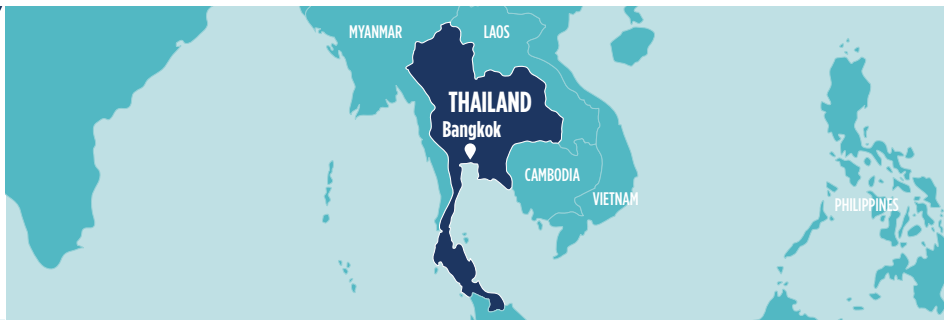 MYANMAR
LAOS
THAILAND
Bangkok
CAMBODIA
VIETNAM
PHILIPPINES